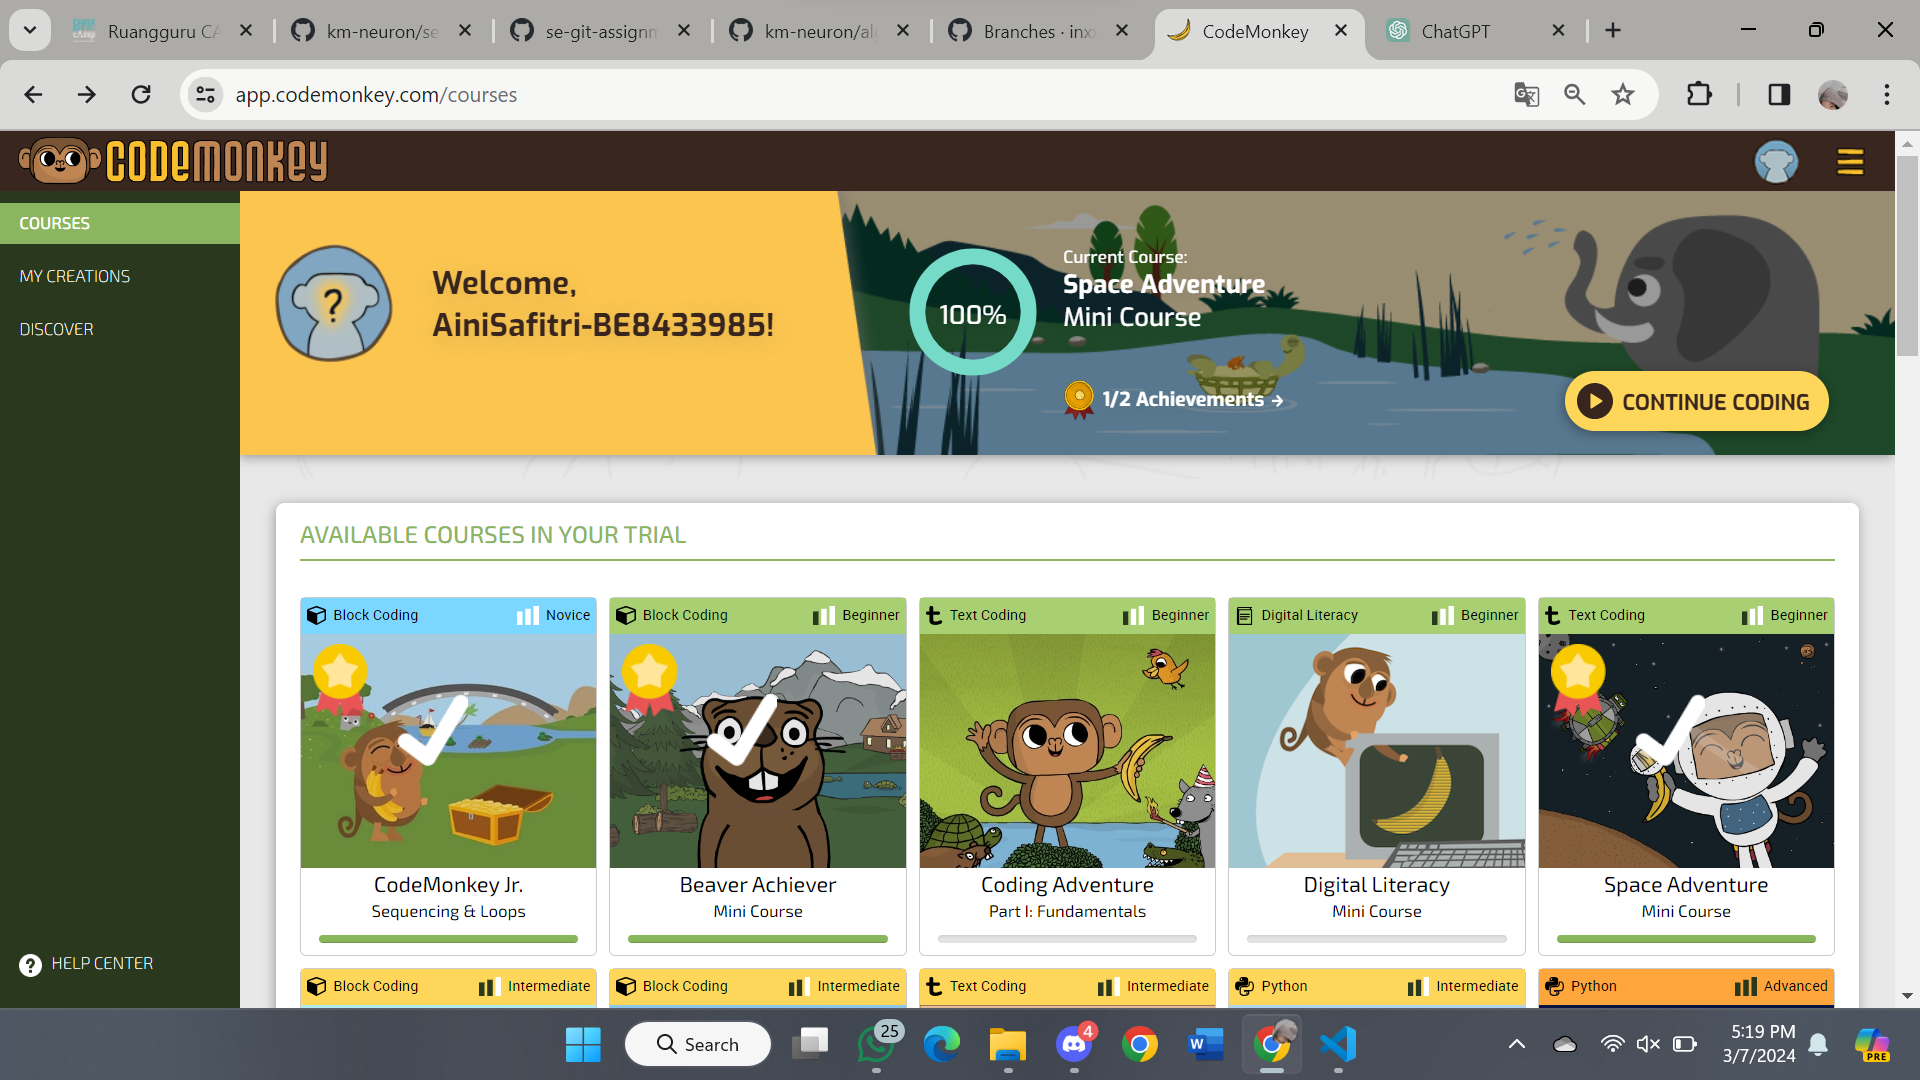 Ruangguru CA
km-neuron/se
se-git-assignm
km-neuron/alg
Branches · inxx
CodeMonkey
ChatGPT
app.codemonkey.com/courses
CODEMONKEY
COURSES
MY CREATIONS
DISCOVER
HELP CENTER
?
Welcome,
AiniSafitri-BE8433985!
100%
Current Course:
Space Adventure
Mini Course
1/2 Achievements →
CONTINUE CODING
AVAILABLE COURSES IN YOUR TRIAL
Block Coding Novice
CodeMonkey Jr.
Sequencing & Loops
Block Coding Beginner
Beaver Achiever
Mini Course
Text Coding Beginner
Coding Adventure
Part I: Fundamentals
Digital Literacy Beginner
Digital Literacy
Mini Course
Text Coding Beginner
Space Adventure
Mini Course
Block Coding Intermediate
Block Coding Intermediate
Text Coding Intermediate
Python Intermediate
Python Advanced
Search
25
4
5:19 PM
3/7/2024
PRE